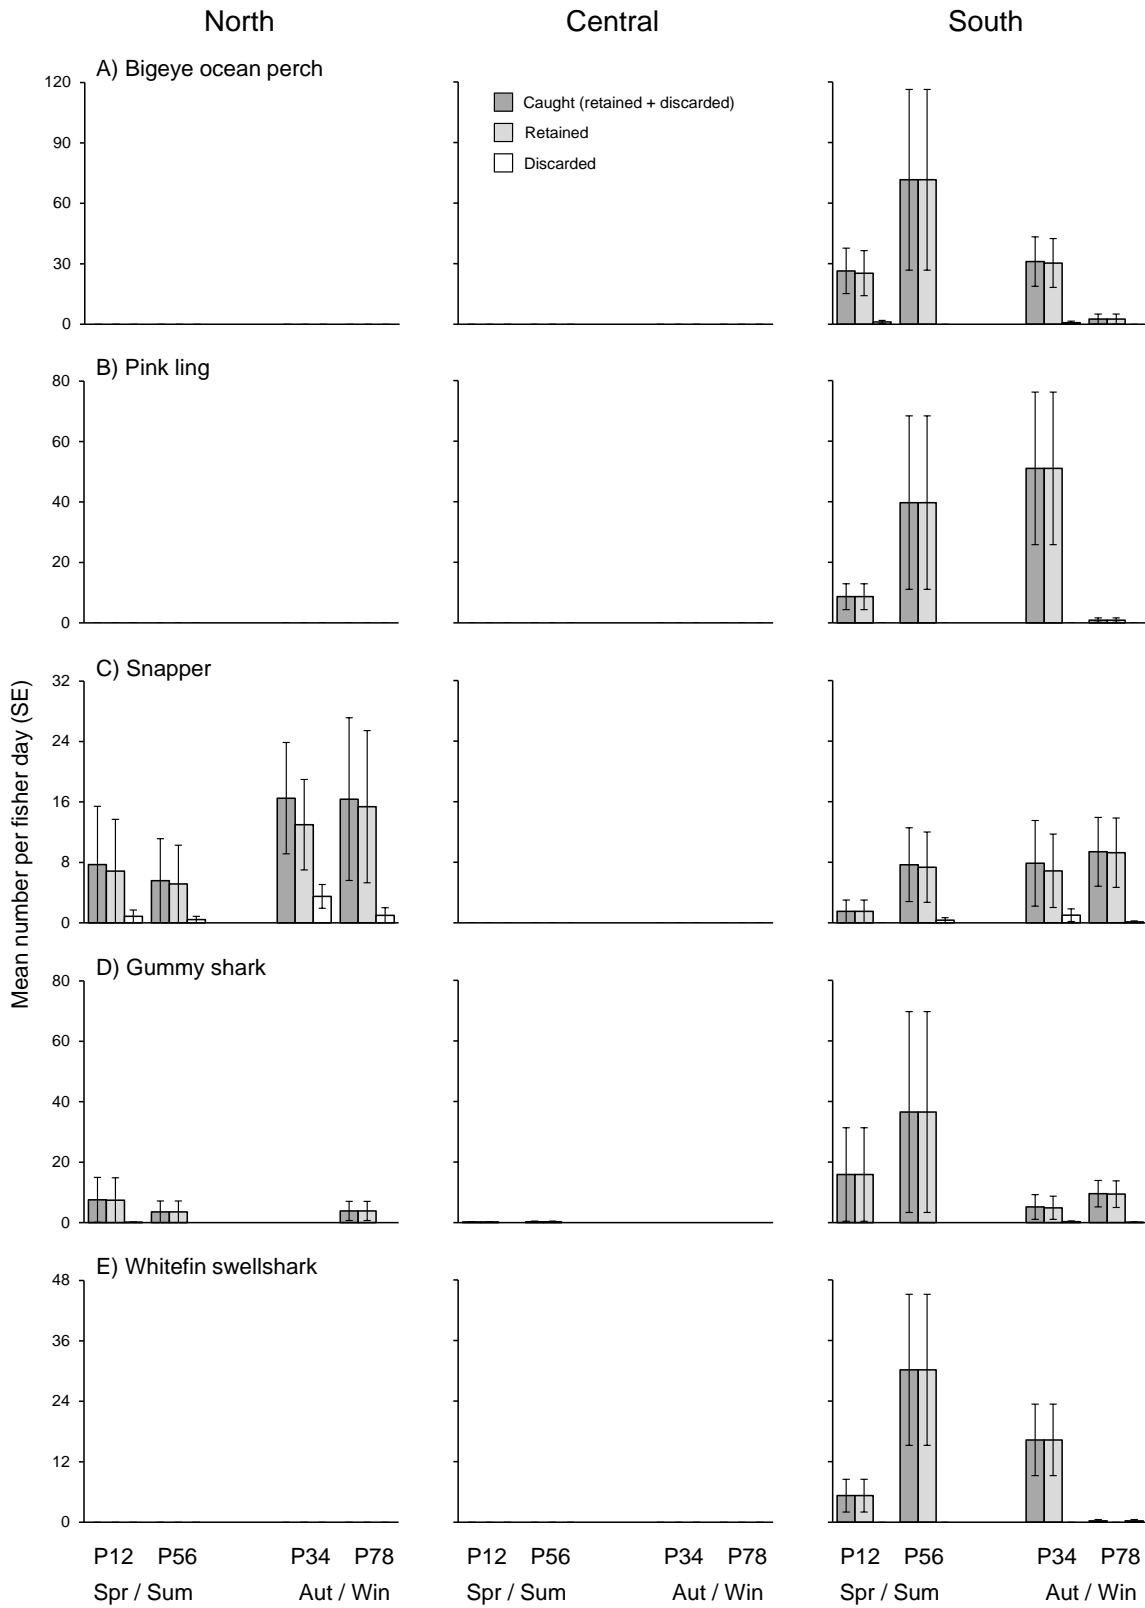 North Central South
A) Bigeye ocean perch
120
90
60
30
0
Caught (retained + discarded)
Retained
Discarded
B) Pink ling
80
60
40
20
0
C) Snapper
32
24
16
8
0
Mean number per fisher day (SE)
D) Gummy shark
80
60
40
20
0
E) Whitefin swellshark
48
36
24
12
0
P12 P56 P34 P78 P12 P56 P34 P78 P12 P56 P34 P78
Spr / Sum Aut / Win Spr / Sum Aut / Win Spr / Sum Aut / Win